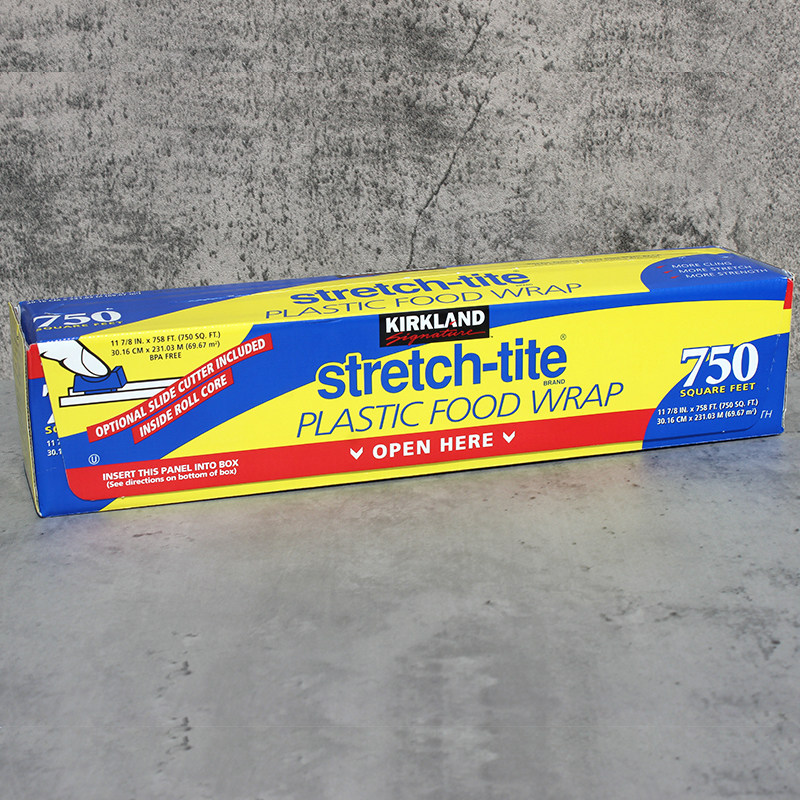 stretch-tite®
PLASTIC FOOD WRAP
MORE CLING
MORE STRETCH
MORE STRENGTH
750
SQUARE FEET
11 7/8 IN. x 758 FT. (750 SQ. FT.)
30.16 CM x 231.03 M (69.67 m²)
BPA FREE
OPTIONAL SLIDE CUTTER INCLUDED
INSIDE ROLL CORE
KIRKLAND
Signature™
stretch-tite®
BRAND
PLASTIC FOOD WRAP
750
SQUARE FEET
11 7/8 IN. x 758 FT. (750 SQ. FT.)
30.16 CM x 231.03 M (69.67 m²)
OPEN HERE
U
INSERT THIS PANEL INTO BOX
(See directions on bottom of box)